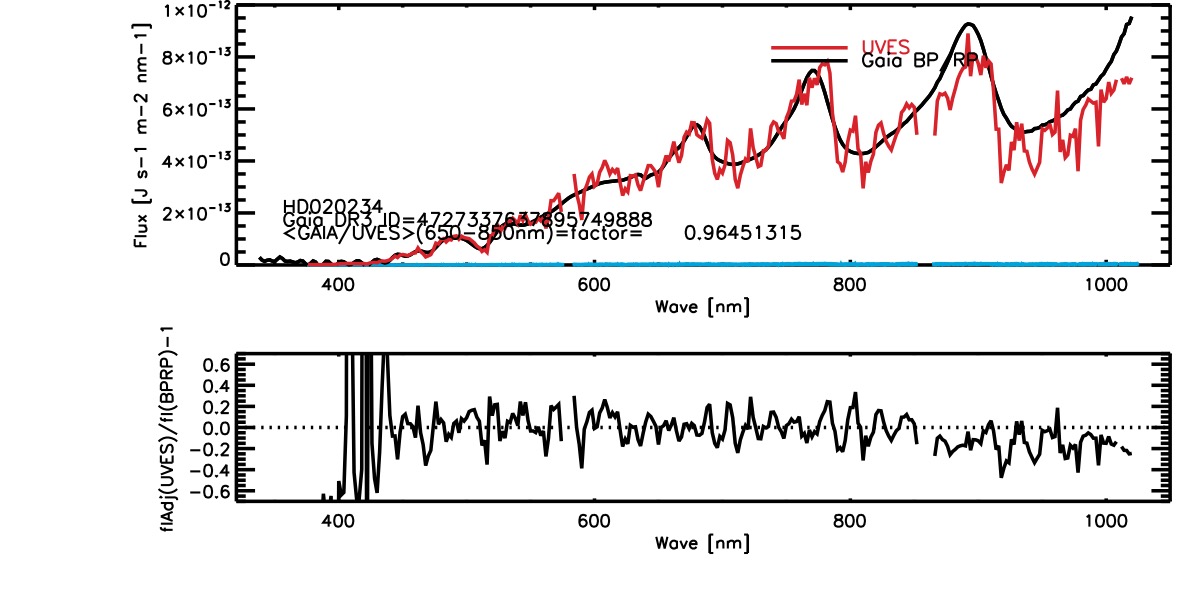 1×10⁻¹²
8×10⁻¹³
6×10⁻¹³
4×10⁻¹³
2×10⁻¹³
0
Flux [J s-1 m-2 nm-1]
UVES
Gaia BP/RP
HD020234
Gaia DR3 ID=4727337637895749888
<GAIA/UVES>(650-850nm)=factor= 0.96451315
400 600 800 1000
Wave [nm]
0.6
0.4
0.2
0.0
-0.2
-0.4
-0.6
flAdj(UVES)/fl(BPRP)-1
400 600 800 1000
Wave [nm]